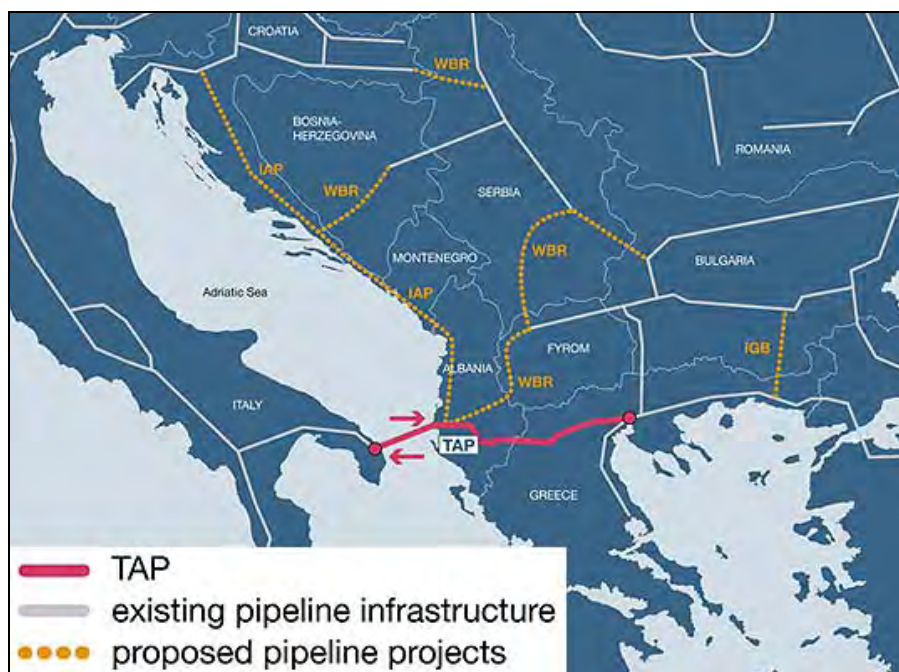 CROATIA
WBR
BOSNIA-
HERZEGOVINA
ROMANIA
IAP
WBR
SERBIA
MONTENEGRO
WBR
BULGARIA
Adriatic Sea
IAP
FYROM
IGB
ALBANIA
WBR
ITALY
TAP
GREECE
TAP
existing pipeline infrastructure
proposed pipeline projects